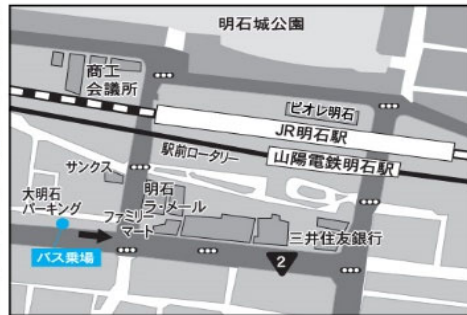 明石城公園
商工
会議所
ピオレ明石
JR明石駅
山陽電鉄明石駅
駅前ロータリー
サンクス
大明石
パーキング
明石
ラ・メール
ファミリー
マート
三井住友銀行
バス乗場
2